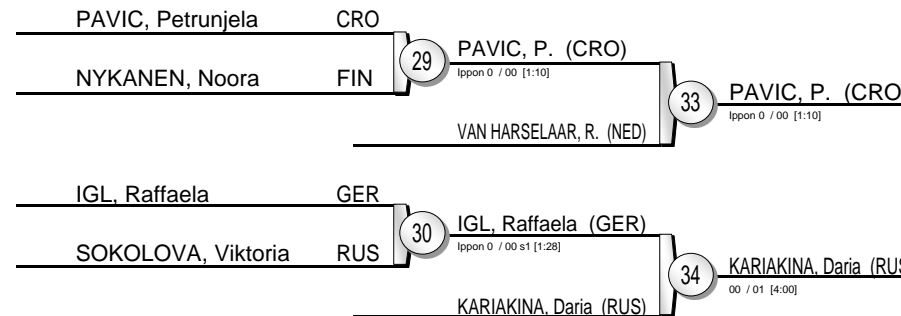 PAVIC, Petrunjela CRO
29
PAVIC, P. (CRO)
Ippon 0 / 00 [1:10]
NYKANEN, Noora FIN
33
PAVIC, P. (CRO
Ippon 0 / 00 [1:10]
VAN HARSELAAR, R. (NED)
IGL, Raffaela GER
30
IGL, Raffaela (GER)
Ippon 0 / 00 s1 [1:28]
SOKOLOVA, Viktoria RUS
34
KARIAKINA, Daria (RUS
00 / 01 [4:00]
KARIAKINA, Daria (RUS)